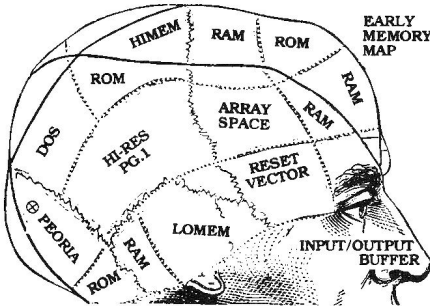 HIMEM
RAM
ROM
EARLY
MEMORY
MAP
ROM
RAM
ARRAY
SPACE
RAM
DOS
HI-RES
PG.1
RESET
VECTOR
PEORIA
RAM
LOMEM
INPUT/OUTPUT
BUFFER
ROM